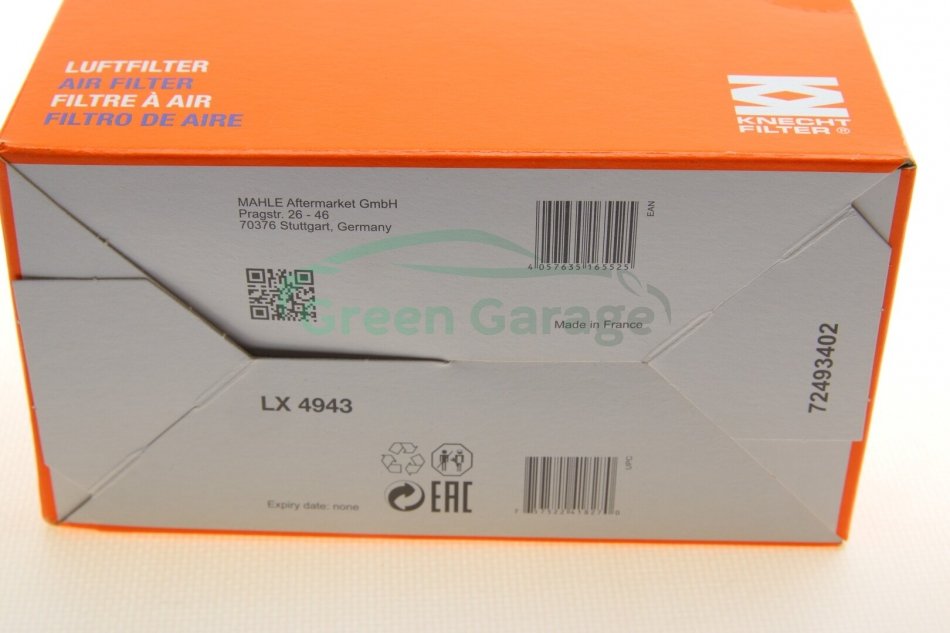 LUFTFILTER
AIR FILTER
FILTRE À AIR
FILTRO DE AIRE
KNECHT
FILTER ®
MAHLE Aftermarket GmbH
Pragstr. 26 - 46
70376 Stuttgart, Germany
EAN
4 057635 165525
Green Garage
Made in France
72493402
LX 4943
UPC
EAC
Expiry date: none